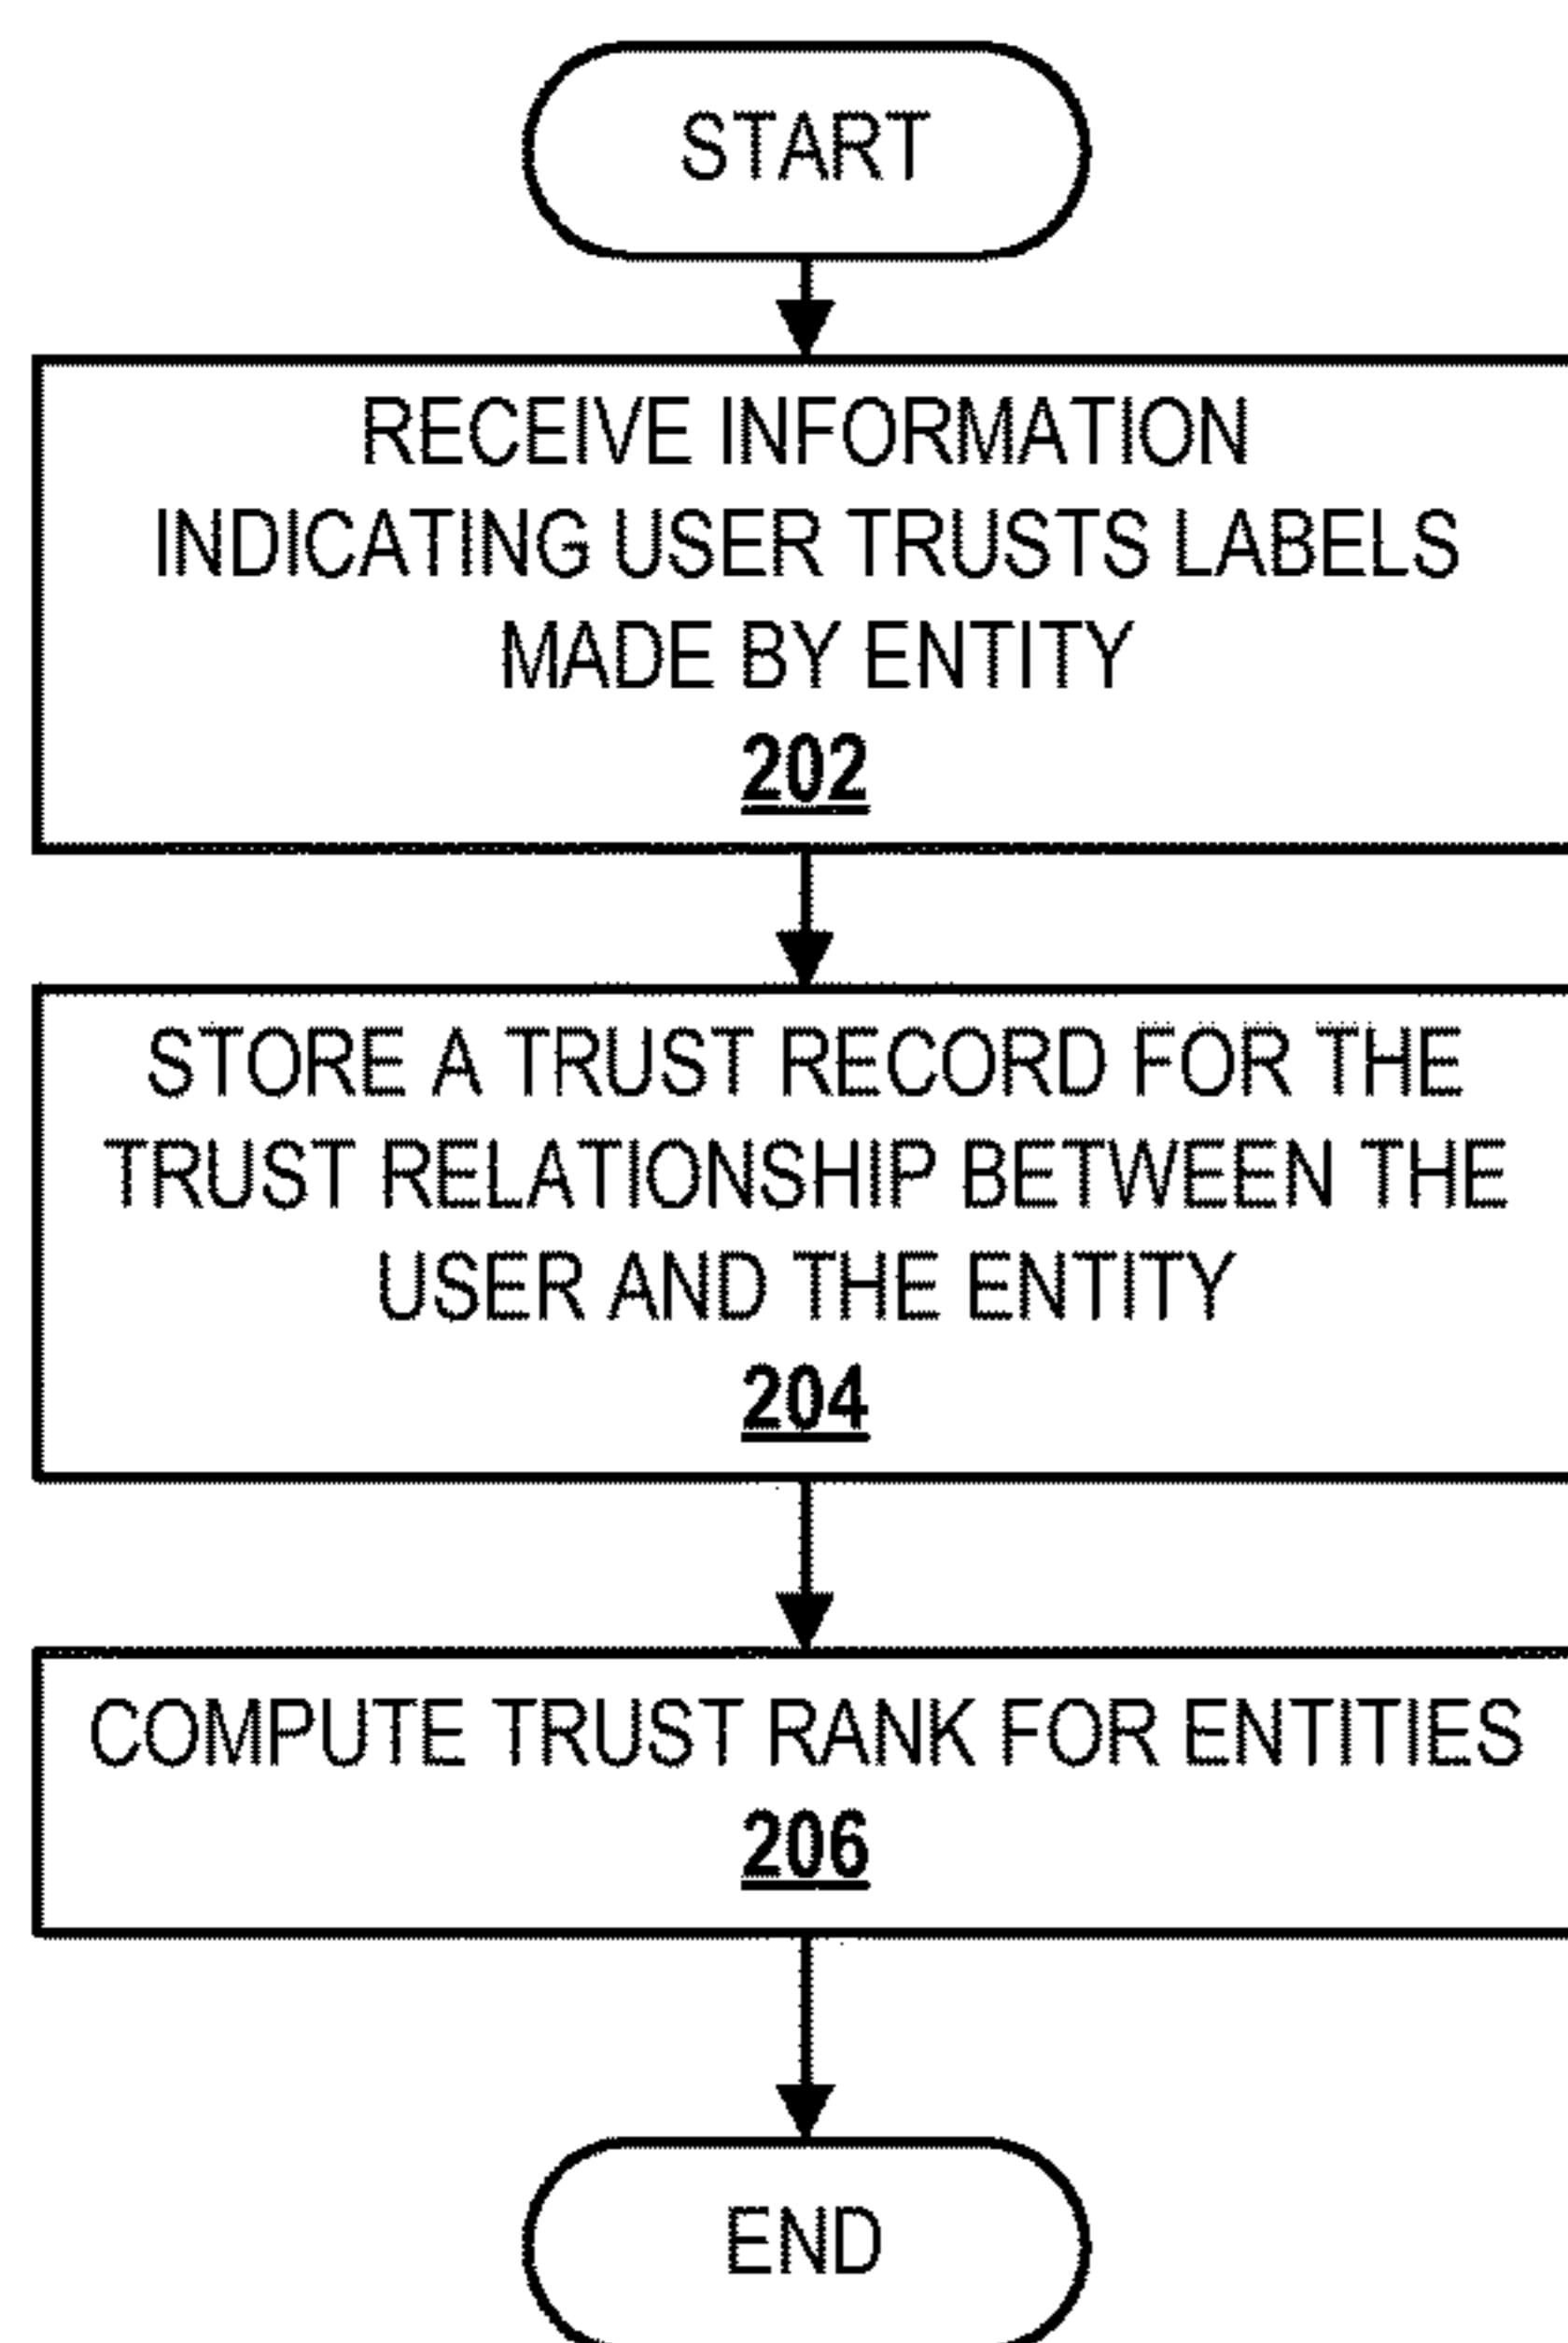 START
RECEIVE INFORMATION
INDICATING USER TRUSTS LABELS
MADE BY ENTITY
202
STORE A TRUST RECORD FOR THE
TRUST RELATIONSHIP BETWEEN THE
USER AND THE ENTITY
204
COMPUTE TRUST RANK FOR ENTITIES
206
END